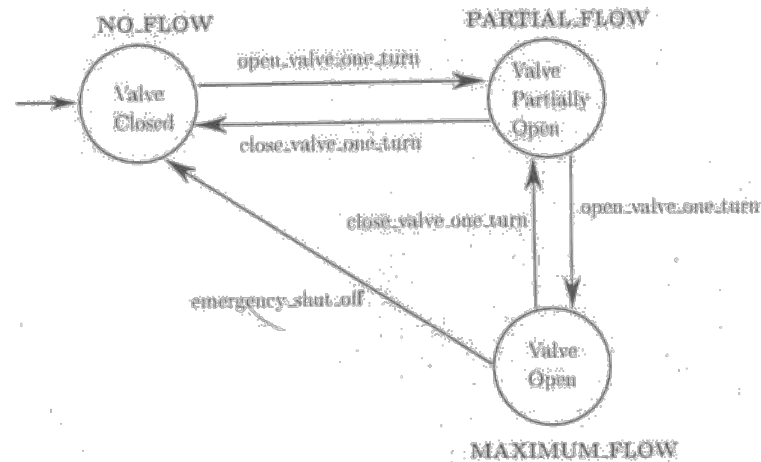 NO_FLOW
PARTIAL_FLOW
open_valve_one_turn
Valve
Closed
Valve
Partially
Open
close_valve_one_turn
close_valve_one_turn
open_valve_one_turn
emergency_shut_off
Valve
Open
MAXIMUM_FLOW